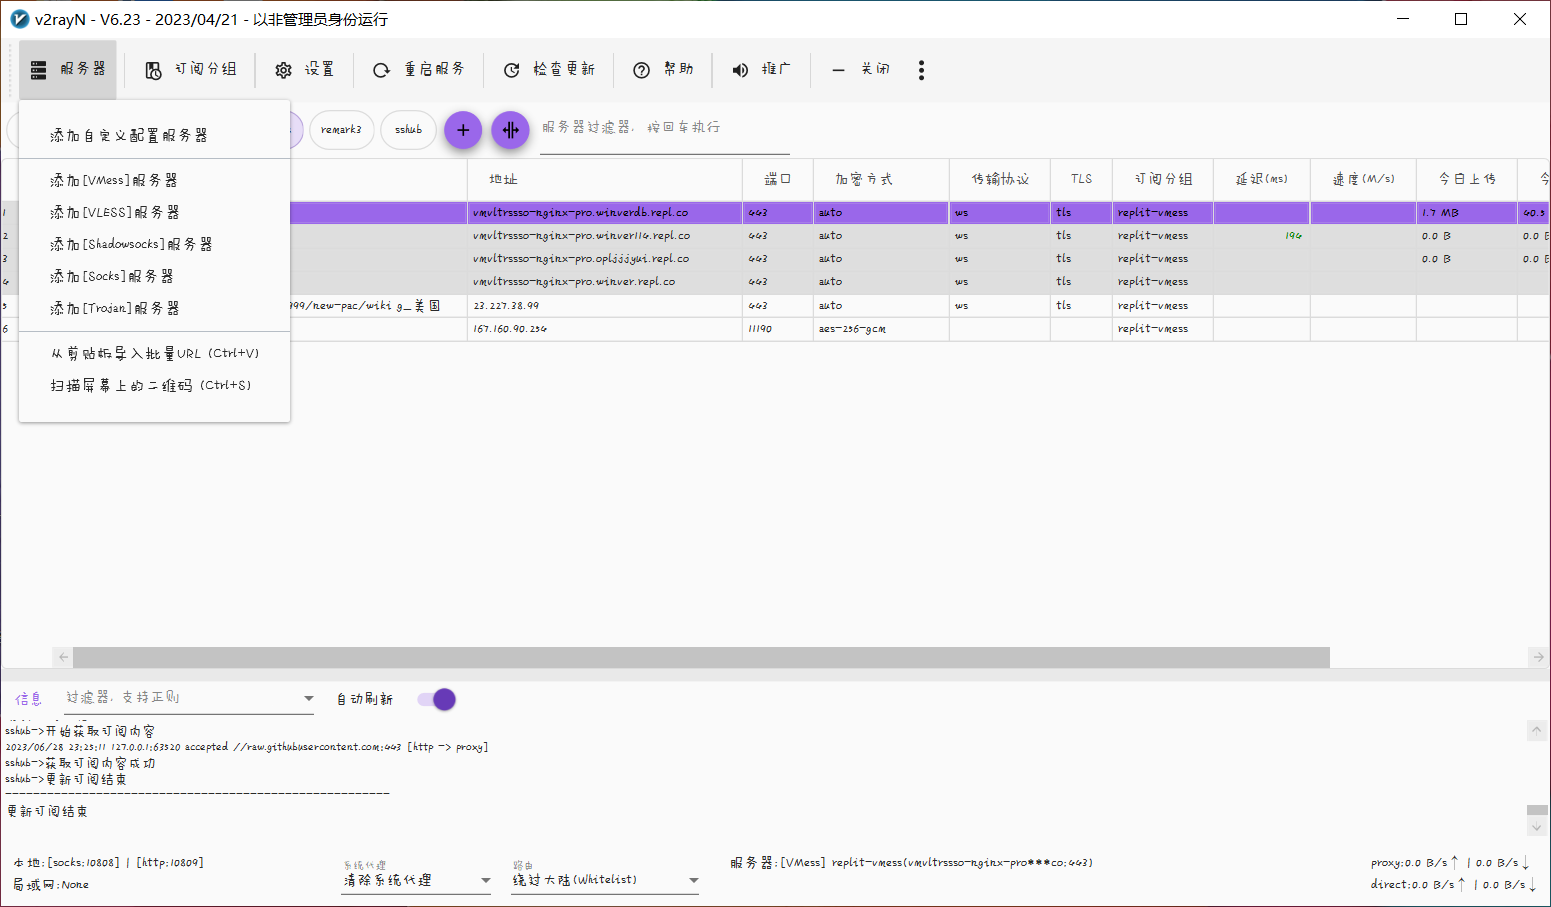 v2rayN - V6.23 - 2023/04/21 - 以非管理员身份运行
服务器 订阅分组 设置 重启服务 检查更新 帮助 推广 关闭
remark3 sshub 服务器过滤器, 按回车执行
添加自定义配置服务器
添加[VMess]服务器
添加[VLESS]服务器
添加[Shadowsocks]服务器
添加[Socks]服务器
添加[Trojan]服务器
从剪贴板导入批量URL (Ctrl+V)
扫描屏幕上的二维码 (Ctrl+S)
地址 端口 加密方式 传输协议 TLS 订阅分组 延迟(ms) 速度(M/s) 今日上传 今
1 vmvltrssso-nginx-pro.winverdb.repl.co 443 auto ws tls replit-vmess 1.7 MB 40.5
2 vmvltrssso-nginx-pro.winver114.repl.co 443 auto ws tls replit-vmess 194 0.0 B 0.0 B
3 vmvltrssso-nginx-pro.opljjjyui.repl.co 443 auto ws tls replit-vmess 0.0 B 0.0 B
4 vmvltrssso-nginx-pro.winver.repl.co 443 auto ws tls replit-vmess
5 999/new-pac/wiki g_美国 23.227.38.99 443 auto ws tls replit-vmess
6 167.160.90.254 11190 aes-256-gcm replit-vmess
信息 过滤器, 支持正则 自动刷新
sshub->开始获取订阅内容
2023/06/28 23:25:11 127.0.0.1:63520 accepted //raw.githubusercontent.com:443 [http -> proxy]
sshub->获取订阅内容成功
sshub->更新订阅结束
------------------------------------------------------
更新订阅结束
本地:[socks:10808] | [http:10809]
局域网:None
系统代理
清除系统代理
路由
绕过大陆(Whitelist)
服务器:[VMess] replit-vmess(vmvltrssso-nginx-pro***co:443)
proxy:0.0 B/s↑ | 0.0 B/s↓
direct:0.0 B/s↑ | 0.0 B/s↓